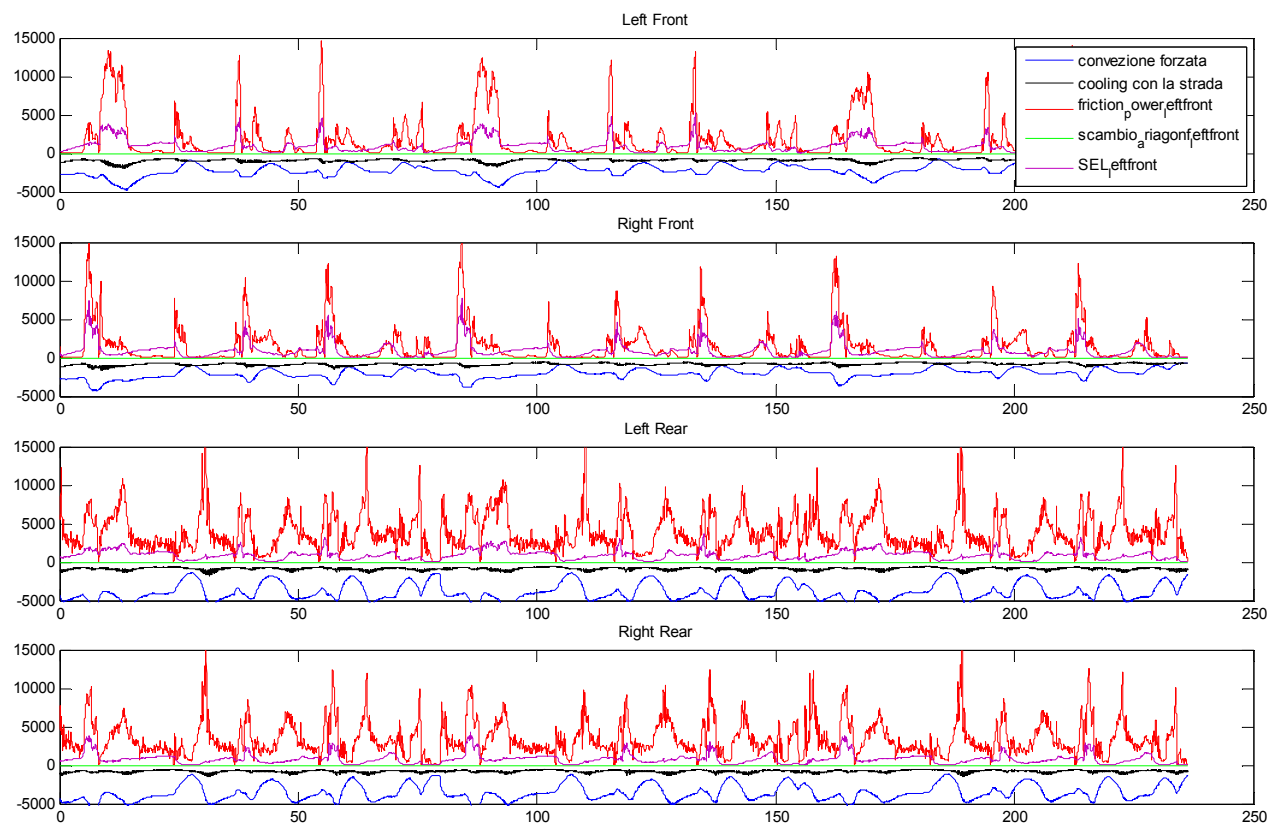 Left Front
15000
10000
5000
0
-5000
convezione forzata
cooling con la strada
frictionpowerleftfront
scambioariagonfleftfront
SELleftfront
0 50 100 150 200 250
Right Front
15000
10000
5000
0
-5000
0 50 100 150 200 250
Left Rear
15000
10000
5000
0
-5000
0 50 100 150 200 250
Right Rear
15000
10000
5000
0
-5000
0 50 100 150 200 250